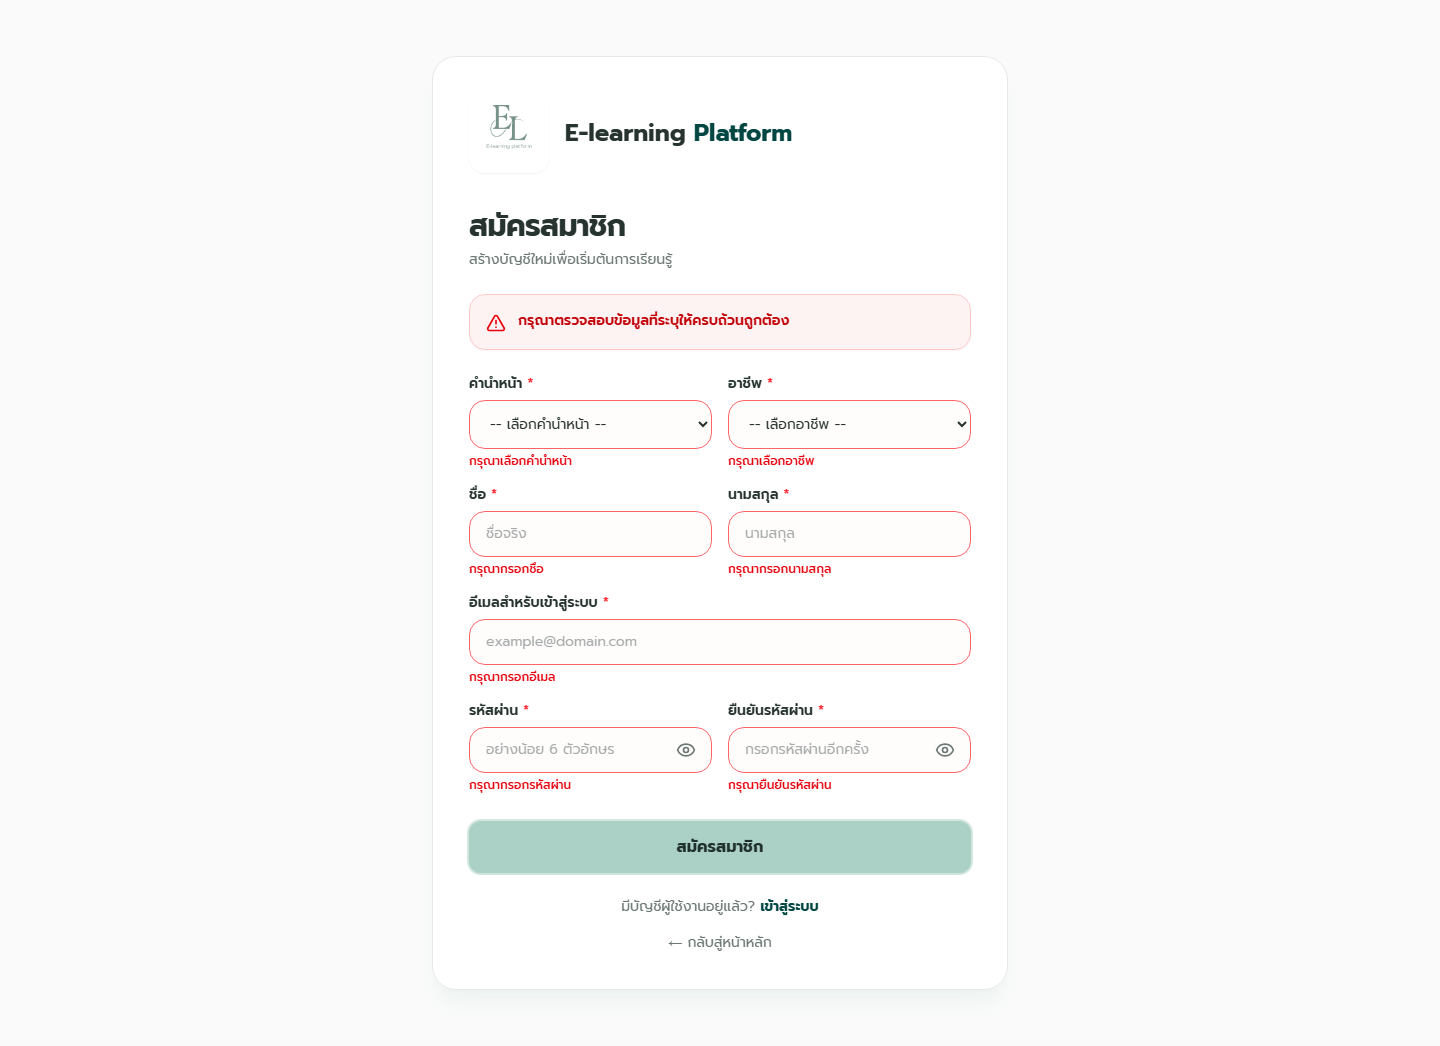 EL
E-learning platform
E-learning Platform
สมัครสมาชิก
สร้างบัญชีใหม่เพื่อเริ่มต้นการเรียนรู้
กรุณาตรวจสอบข้อมูลที่ระบุให้ครบถ้วนถูกต้อง
คำนำหน้า * อาชีพ *
-- เลือกคำนำหน้า -- -- เลือกอาชีพ --
กรุณาเลือกคำนำหน้า กรุณาเลือกอาชีพ
ชื่อ * นามสกุล *
ชื่อจริง นามสกุล
กรุณากรอกชื่อ กรุณากรอกนามสกุล
อีเมลสำหรับเข้าสู่ระบบ *
example@domain.com
กรุณากรอกอีเมล
รหัสผ่าน * ยืนยันรหัสผ่าน *
อย่างน้อย 6 ตัวอักษร กรอกรหัสผ่านอีกครั้ง
กรุณากรอกรหัสผ่าน กรุณายืนยันรหัสผ่าน
สมัครสมาชิก
มีบัญชีผู้ใช้งานอยู่แล้ว? เข้าสู่ระบบ
← กลับสู่หน้าหลัก